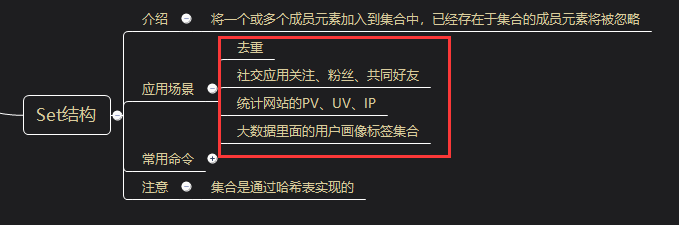 介绍
将一个或多个成员元素加入到集合中，已经存在于集合的成员元素将被忽略
去重
社交应用关注、粉丝、共同好友
应用场景
统计网站的PV、UV、IP
大数据里面的用户画像标签集合
Set结构
常用命令
注意
集合是通过哈希表实现的